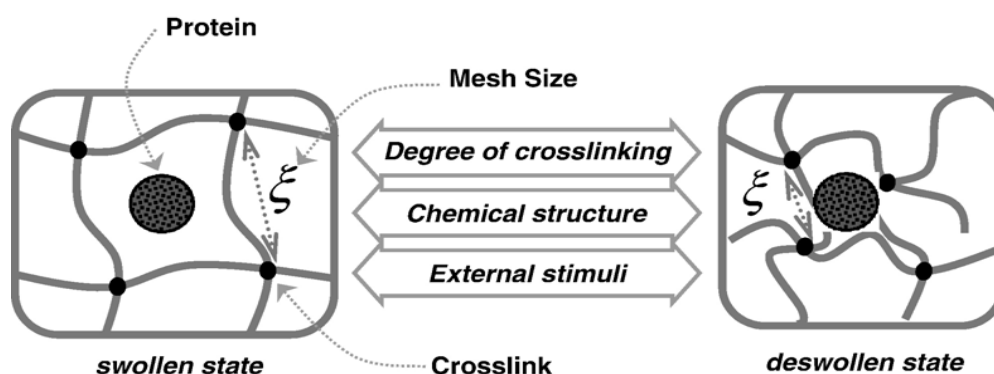 Protein
Mesh Size
ξ
Degree of crosslinking
Chemical structure
External stimuli
ξ
swollen state
Crosslink
deswollen state